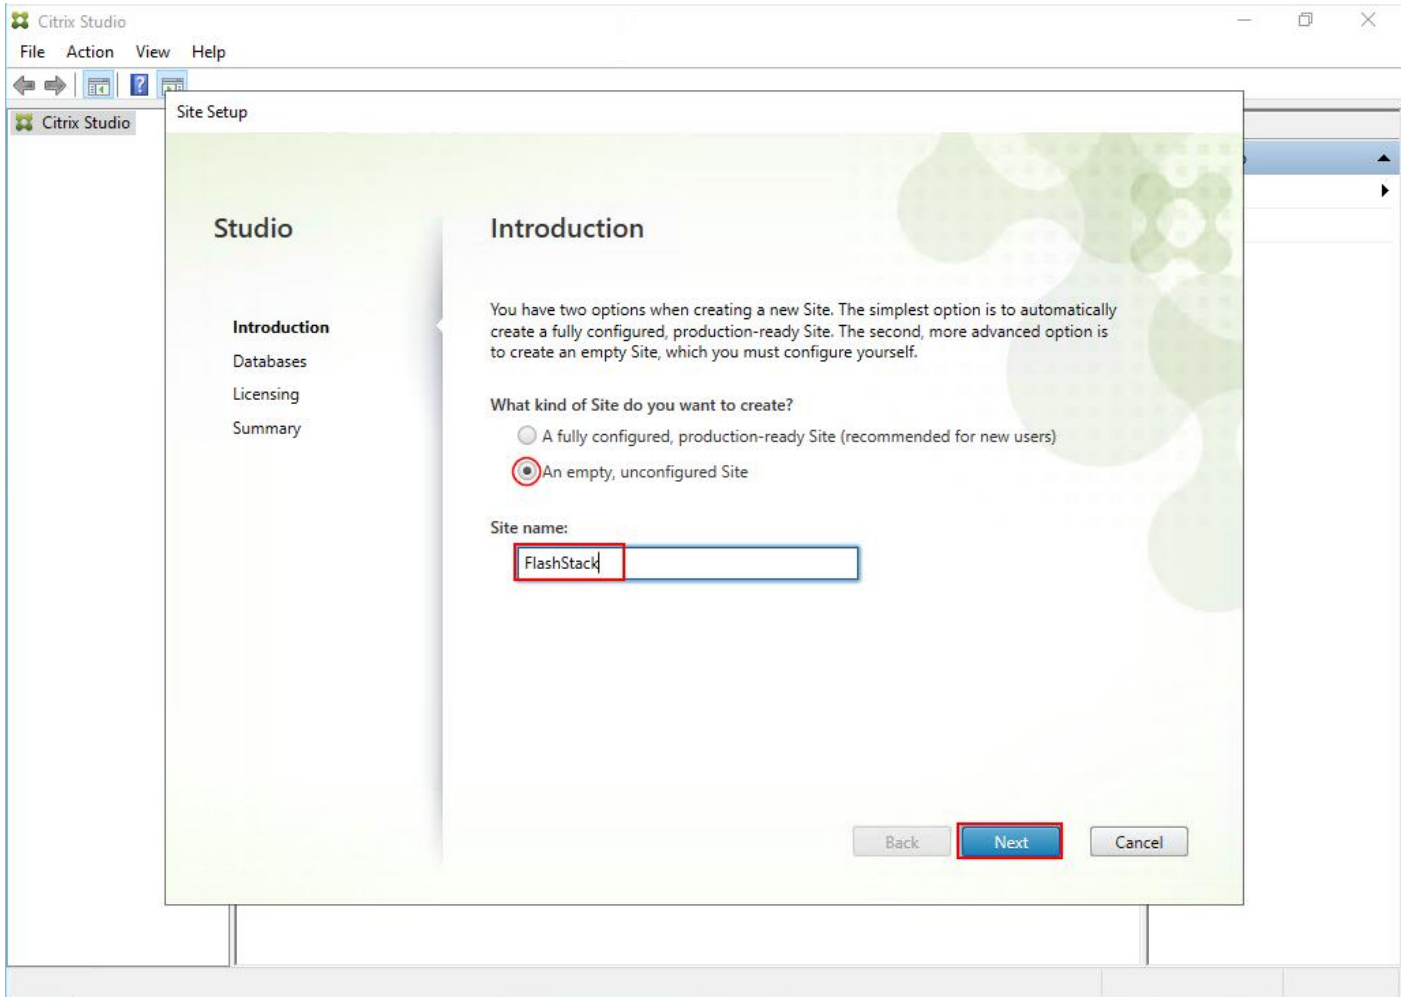 Citrix Studio
File Action View Help
Citrix Studio
Site Setup
Studio
Introduction
Databases
Licensing
Summary
Introduction
You have two options when creating a new Site. The simplest option is to automatically
create a fully configured, production-ready Site. The second, more advanced option is
to create an empty Site, which you must configure yourself.
What kind of Site do you want to create?
A fully configured, production-ready Site (recommended for new users)
An empty, unconfigured Site
Site name:
FlashStack
Back Next Cancel